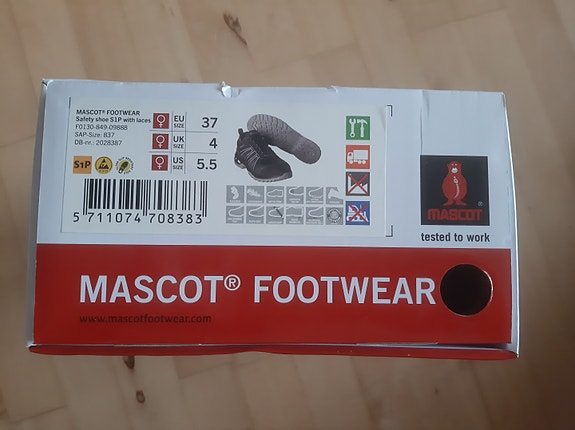 MASCOT® FOOTWEAR
Safety shoe S1P with laces
F0130-849-09888
SAP-Size: 837
DB-nr.: 2028387
EU SIZE 37
UK SIZE 4
US SIZE 5.5
S1P
5 711074 708383
MASCOT
tested to work
MASCOT® FOOTWEAR
www.mascotfootwear.com